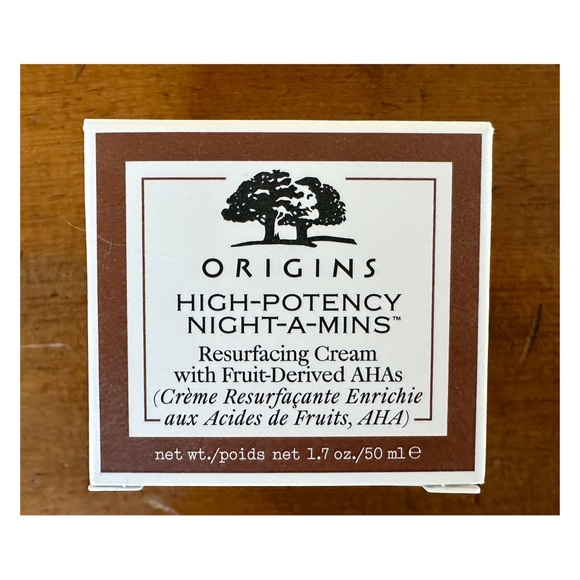 ORIGINS
HIGH-POTENCY
NIGHT-A-MINS™
Resurfacing Cream
with Fruit-Derived AHAs
(Crème Resurfaçante Enrichie
aux Acides de Fruits, AHA)
net wt./poids net 1.7 oz./50 ml ℮